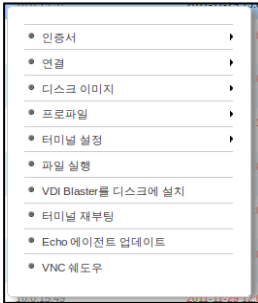 인증서
연결
디스크 이미지
프로파일
터미널 설정
파일 실행
VDI Blaster를 디스크에 설치
터미널 재부팅
Echo 에이전트 업데이트
VNC 쉐도우